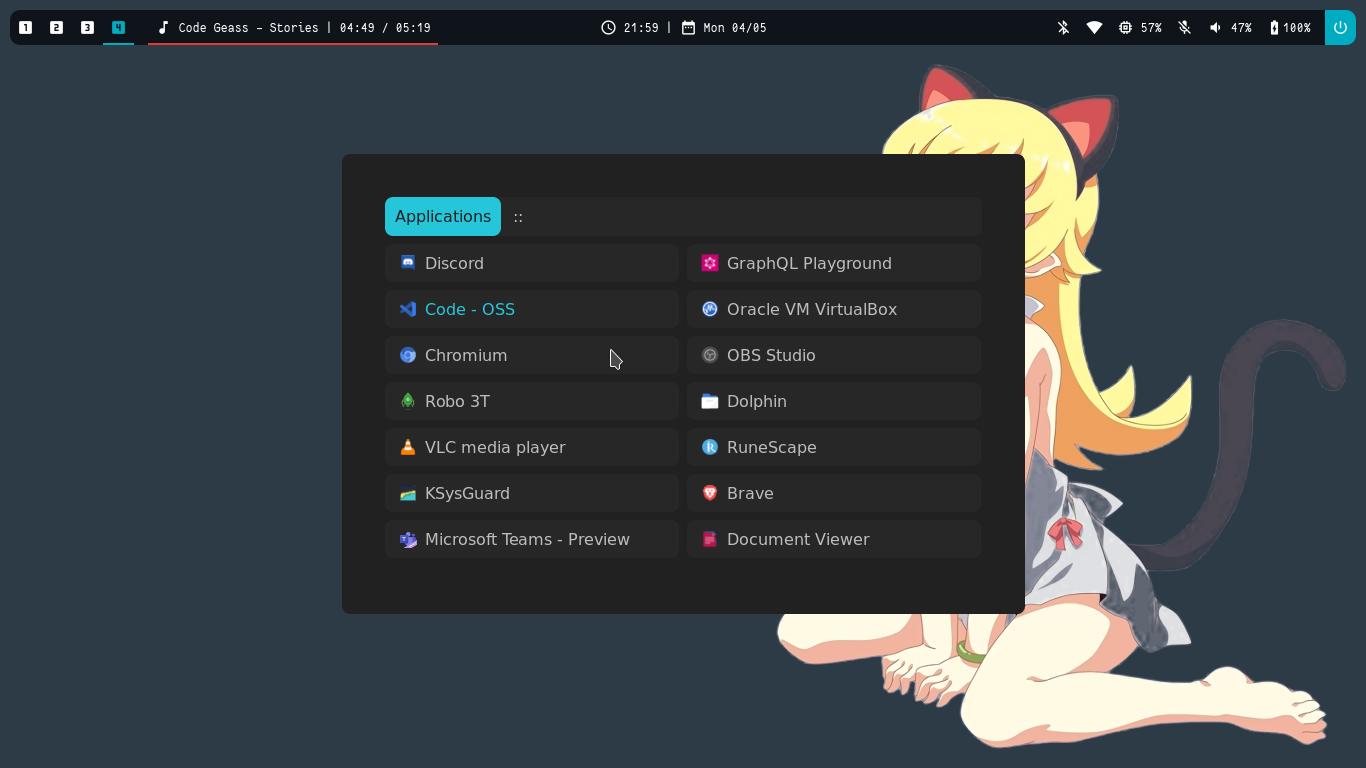 1 2 3 4 Code Geass – Stories | 04:49 / 05:19 21:59 | Mon 04/05 57% 47% 100%
Applications ::
Discord GraphQL Playground
Code - OSS Oracle VM VirtualBox
Chromium OBS Studio
Robo 3T Dolphin
VLC media player RuneScape
KSysGuard Brave
Microsoft Teams - Preview Document Viewer